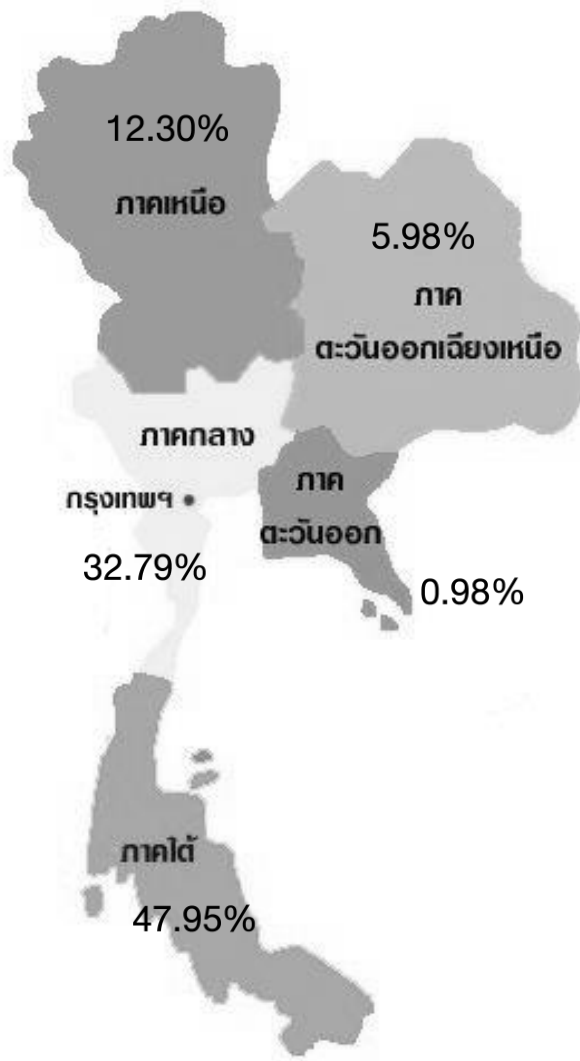 12.30%
ภาคเหนือ
5.98%
ภาค
ตะวันออกเฉียงเหนือ
ภาคกลาง
กรุงเทพฯ
32.79%
ภาค
ตะวันออก
0.98%
ภาคใต้
47.95%